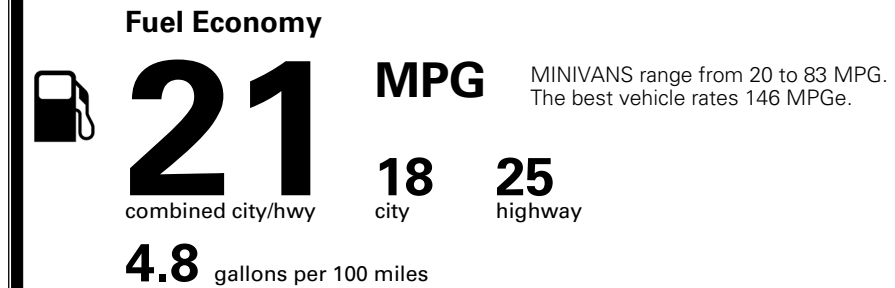 Fuel Economy
21 MPG
MINIVANS range from 20 to 83 MPG.
The best vehicle rates 146 MPGe.
18 25
combined city/hwy city highway
4.8 gallons per 100 miles